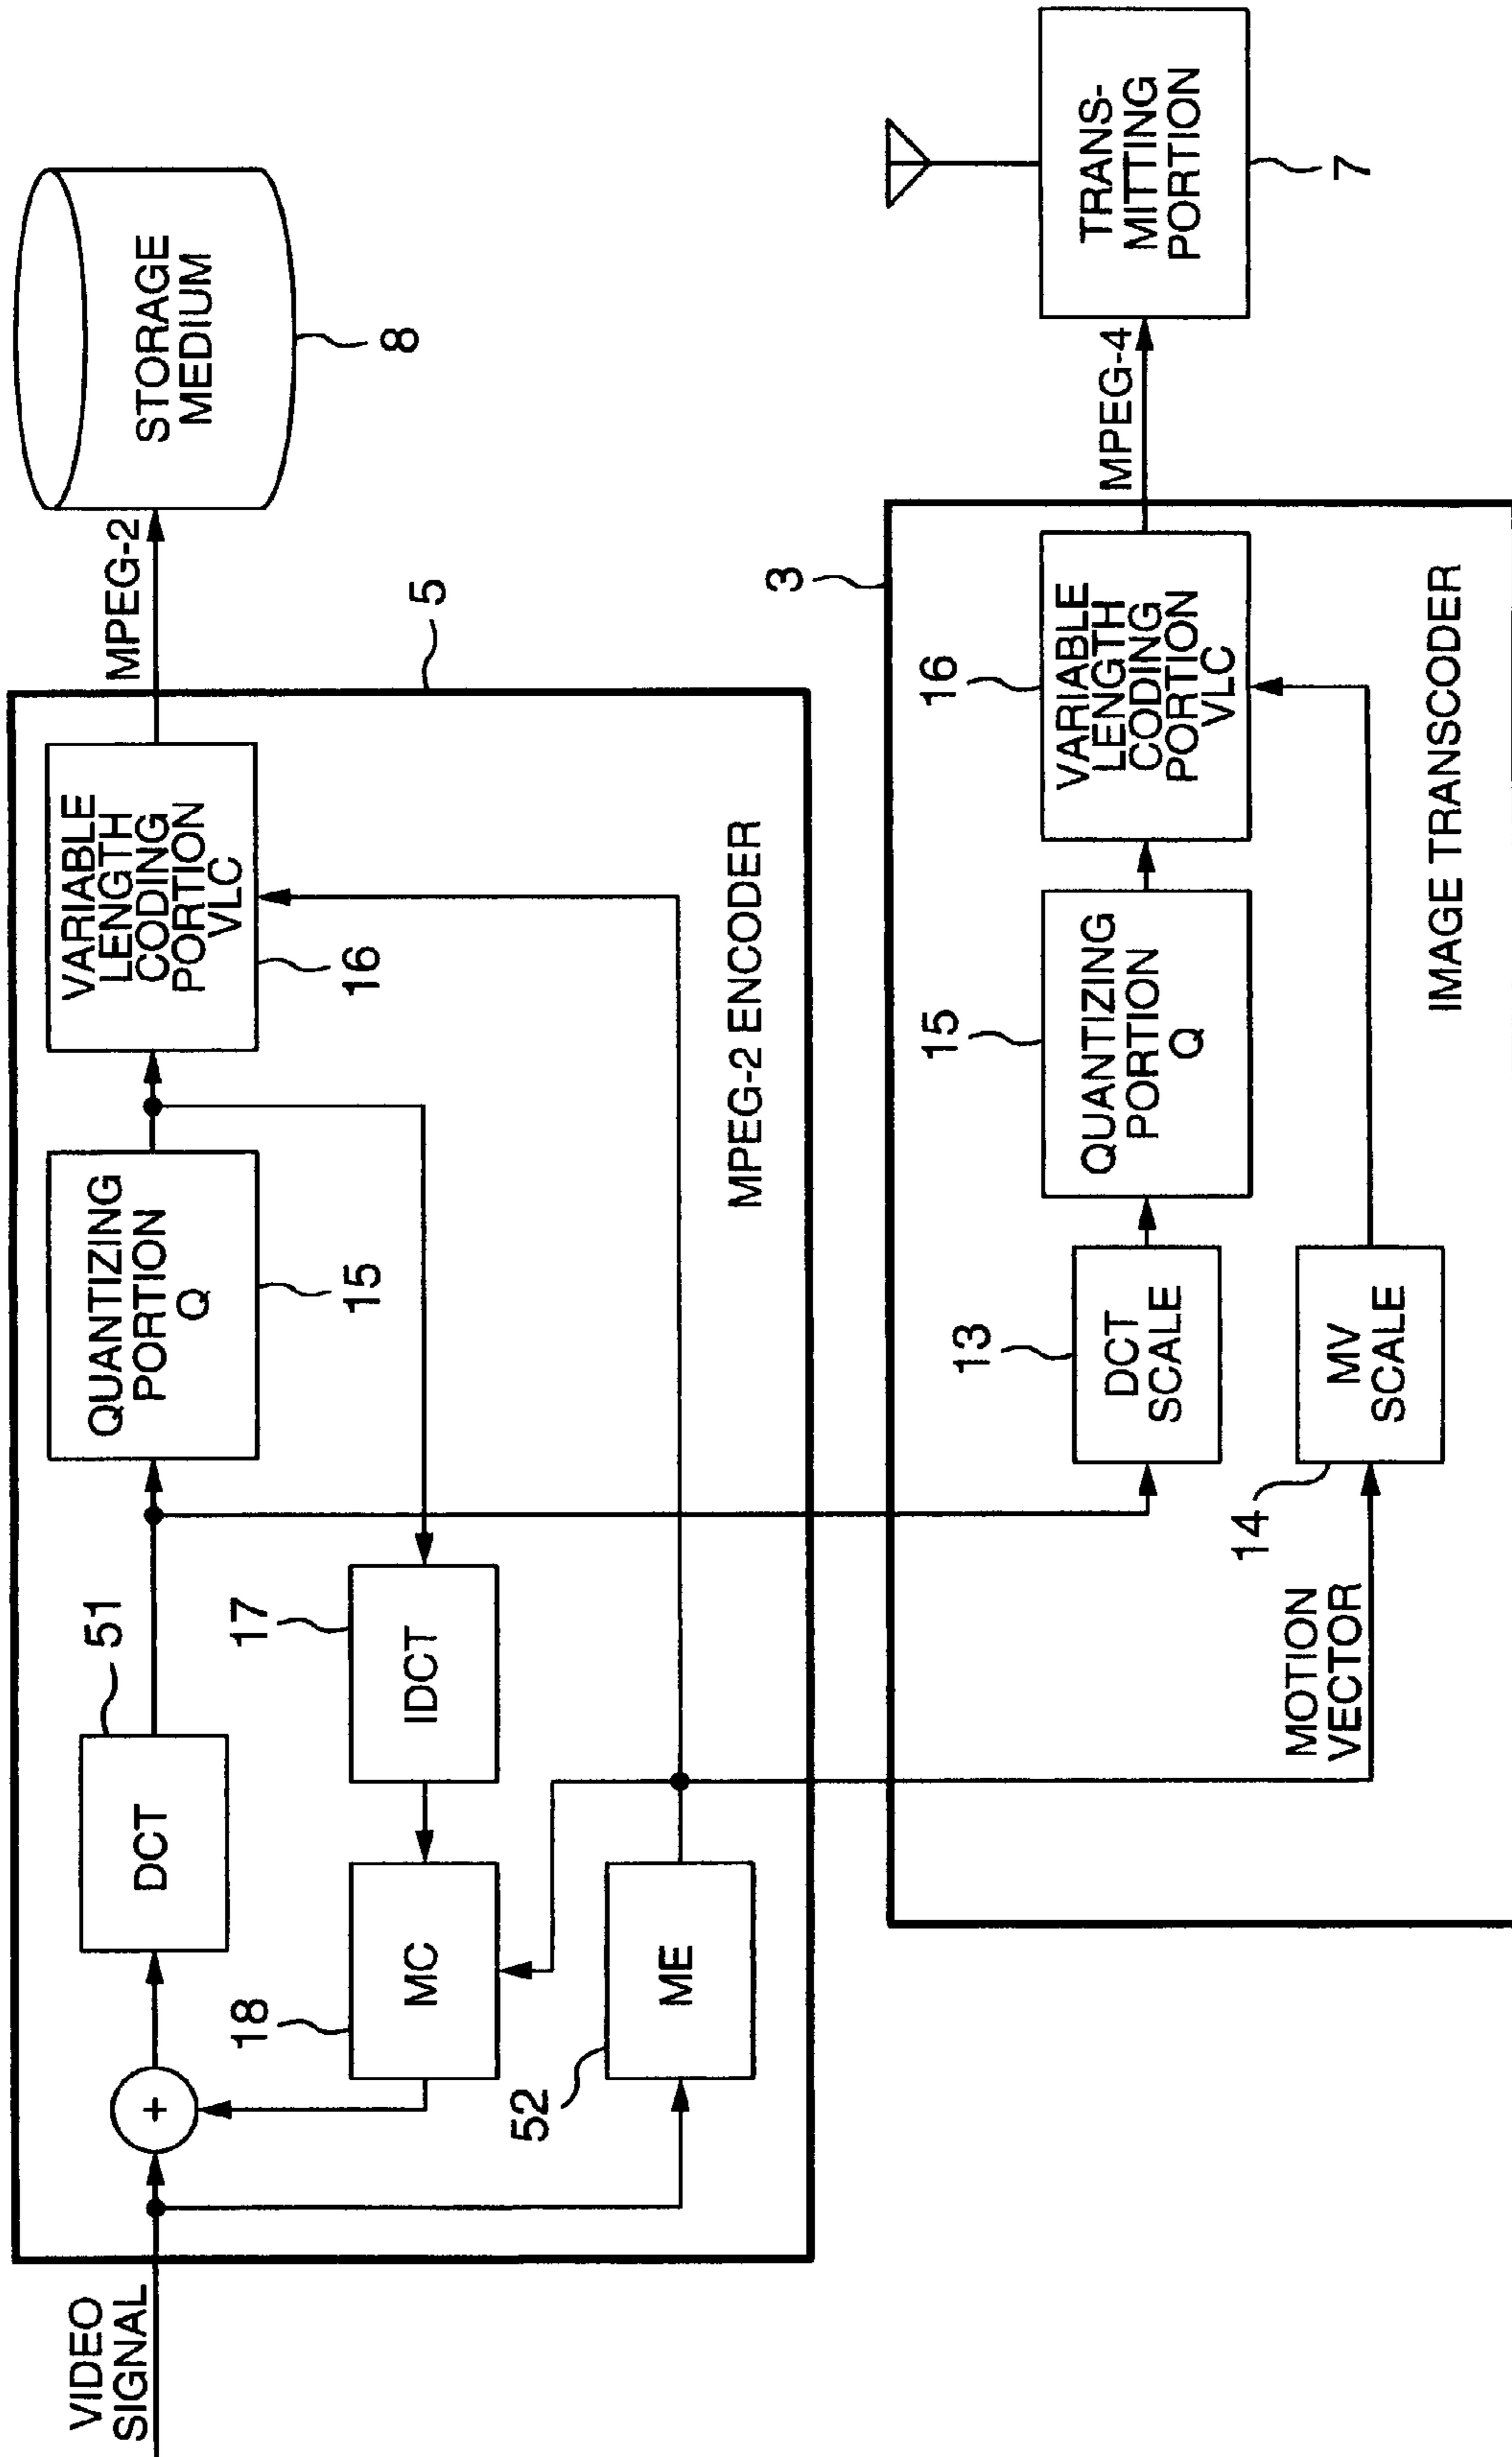 VIDEO
SIGNAL
+
DCT
51
QUANTIZING
PORTION
Q
15
VARIABLE
LENGTH
CODING
PORTION
VLC
16
MPEG-2
STORAGE
MEDIUM
8
5
18
MC
17
IDCT
52
ME
MPEG-2 ENCODER
3
MOTION
VECTOR
13
DCT
SCALE
14
MV
SCALE
15
QUANTIZING
PORTION
Q
16
VARIABLE
LENGTH
CODING
PORTION
VLC
IMAGE TRANSCODER
MPEG-4
TRANS-
MITTING
PORTION
7